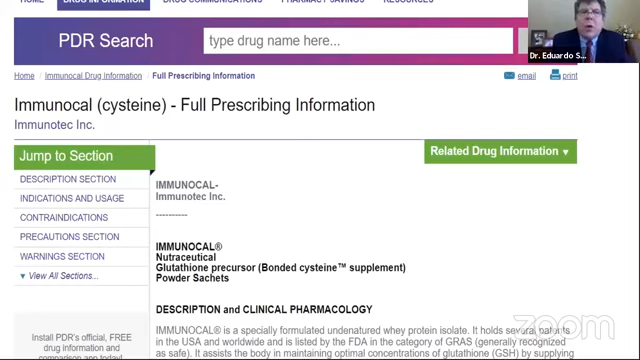 HOME DRUG INFORMATION DRUG COMMUNICATIONS PHARMACY SAVINGS RESOURCES
PDR Search
type drug name here...
Dr. Eduardo S...
Home Immunocal Drug Information Full Prescribing Information
email print
Immunocal (cysteine) - Full Prescribing Information
Immunotec Inc.
Jump to Section
Related Drug Information
DESCRIPTION SECTION
INDICATIONS AND USAGE
CONTRAINDICATIONS
PRECAUTIONS SECTION
WARNINGS SECTION
View All Sections...
IMMUNOCAL-
Immunotec Inc.
----------
IMMUNOCAL®
Nutraceutical
Glutathione precursor (Bonded cysteine™ supplement)
Powder Sachets
DESCRIPTION and CLINICAL PHARMACOLOGY
IMMUNOCAL® is a specially formulated undenatured whey protein isolate. It holds several patents
in the USA and worldwide and is listed by the FDA in the category of GRAS (generally recognized
as safe). It assists the body in maintaining optimal concentrations of glutathione (GSH) by supplying
Install PDR's official, FREE
drug information and
comparison app today!
zoom